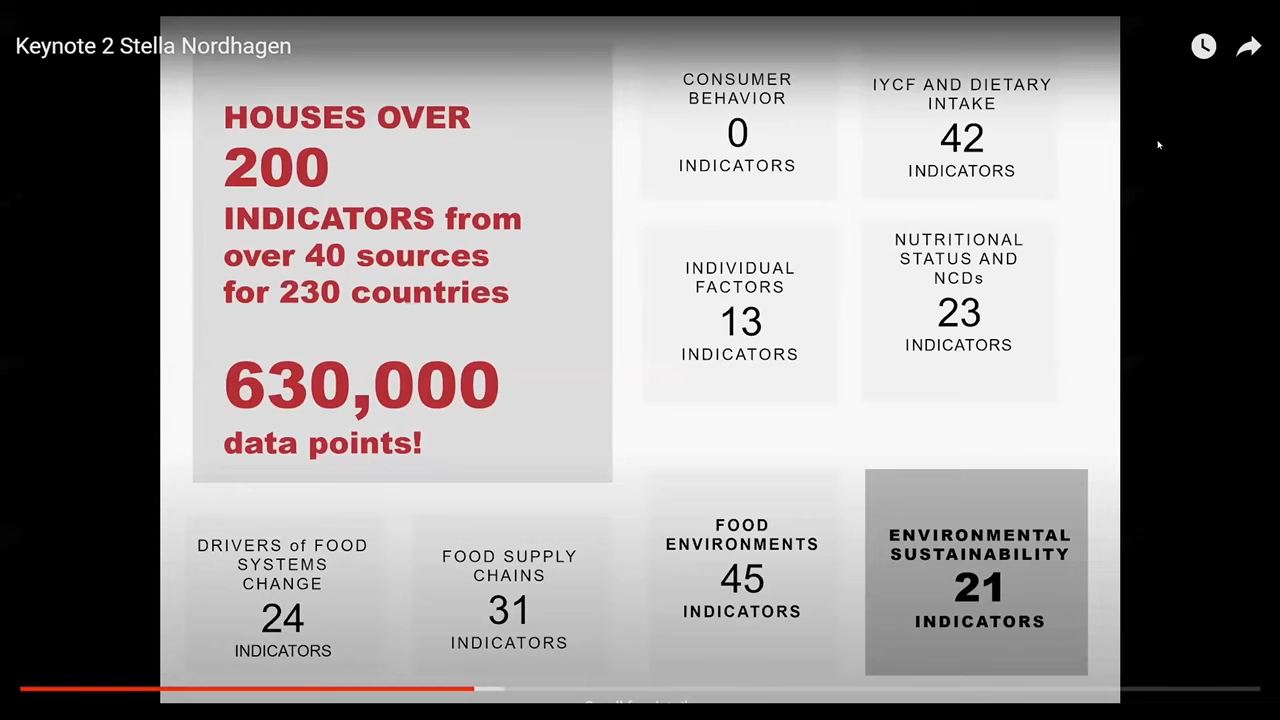 Keynote 2 Stella Nordhagen
HOUSES OVER
200
INDICATORS from
over 40 sources
for 230 countries
630,000
data points!
CONSUMER
BEHAVIOR
0
INDICATORS
IYCF AND DIETARY
INTAKE
42
INDICATORS
INDIVIDUAL
FACTORS
13
INDICATORS
NUTRITIONAL
STATUS AND
NCDs
23
INDICATORS
DRIVERS of FOOD
SYSTEMS
CHANGE
24
INDICATORS
FOOD SUPPLY
CHAINS
31
INDICATORS
FOOD
ENVIRONMENTS
45
INDICATORS
ENVIRONMENTAL
SUSTAINABILITY
21
INDICATORS